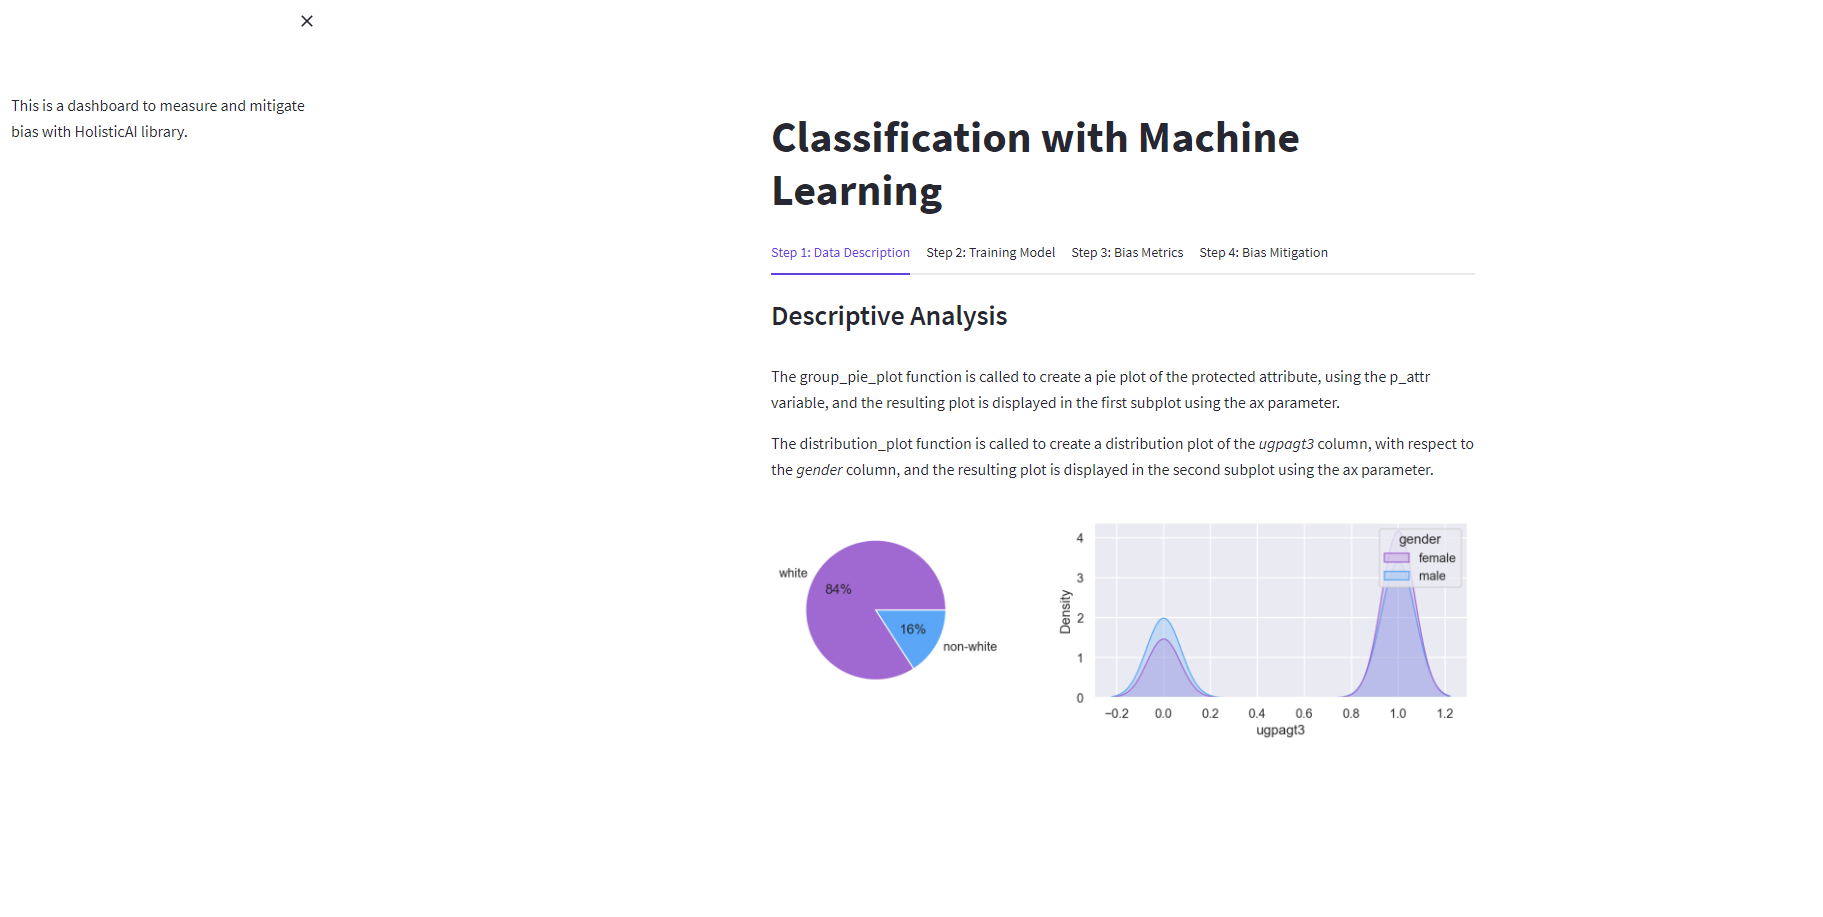 This is a dashboard to measure and mitigate
bias with HolisticAI library.
Classification with Machine
Learning
Step 1: Data Description Step 2: Training Model Step 3: Bias Metrics Step 4: Bias Mitigation
Descriptive Analysis
The group_pie_plot function is called to create a pie plot of the protected attribute, using the p_attr
variable, and the resulting plot is displayed in the first subplot using the ax parameter.
The distribution_plot function is called to create a distribution plot of the ugpagt3 column, with respect to
the gender column, and the resulting plot is displayed in the second subplot using the ax parameter.
white
84%
16%
non-white
Density
4
3
2
1
0
gender
female
male
−0.2 0.0 0.2 0.4 0.6 0.8 1.0 1.2
ugpagt3